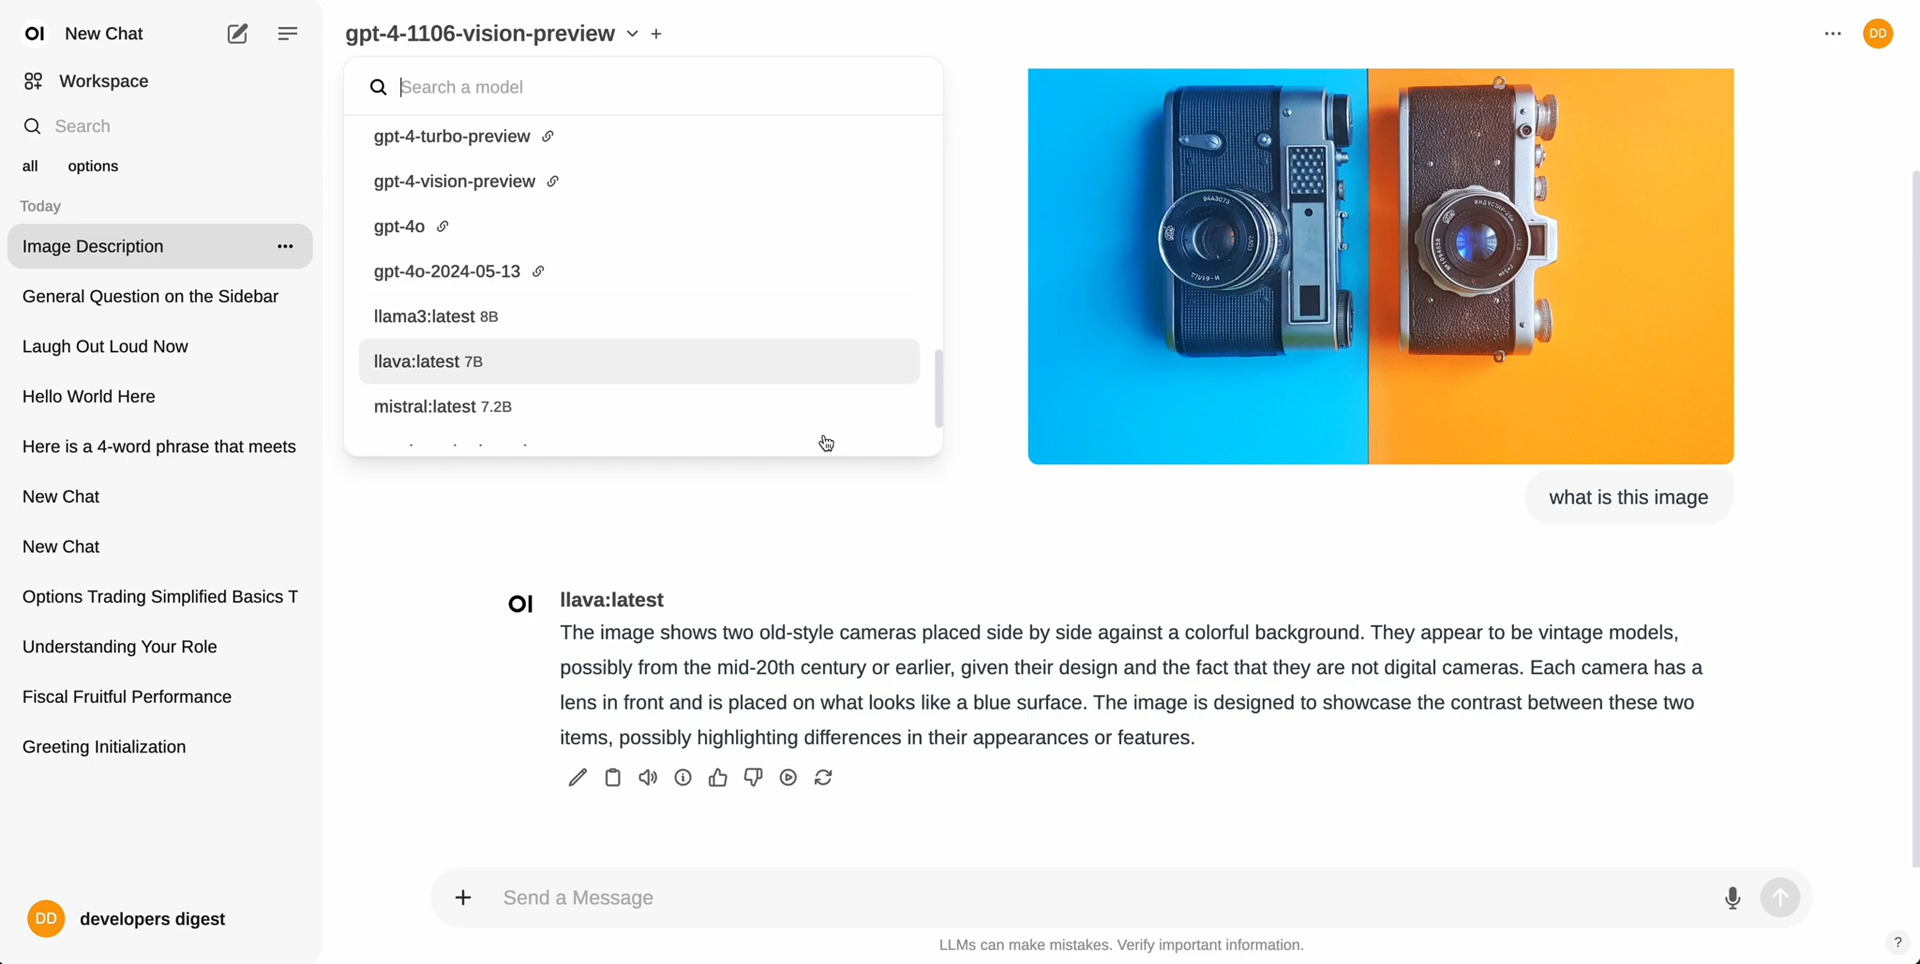 OI New Chat
Workspace
Search
all options
Today
Image Description
General Question on the Sidebar
Laugh Out Loud Now
Hello World Here
Here is a 4-word phrase that meets
New Chat
New Chat
Options Trading Simplified Basics T
Understanding Your Role
Fiscal Fruitful Performance
Greeting Initialization
DD developers digest
gpt-4-1106-vision-preview
DD
Search a model
gpt-4-turbo-preview
gpt-4-vision-preview
gpt-4o
gpt-4o-2024-05-13
llama3:latest 8B
llava:latest 7B
mistral:latest 7.2B
what is this image
OI llava:latest
The image shows two old-style cameras placed side by side against a colorful background. They appear to be vintage models,
possibly from the mid-20th century or earlier, given their design and the fact that they are not digital cameras. Each camera has a
lens in front and is placed on what looks like a blue surface. The image is designed to showcase the contrast between these two
items, possibly highlighting differences in their appearances or features.
Send a Message
LLMs can make mistakes. Verify important information.
?